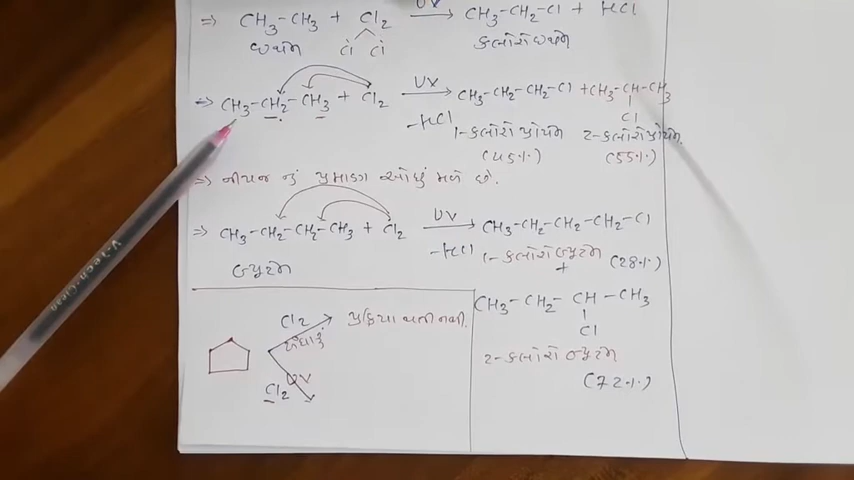 ⇒ CH3-CH3 + Cl2 UV → CH3-CH2-Cl + HCl
ઇથેન Cl Cl ક્લોરોઇથેન
⇒ CH3-CH2-CH3 + Cl2 UV → CH3-CH2-CH2-Cl + CH3-CH-CH3
-HCl Cl
1-ક્લોરો પ્રોપેન 2-ક્લોરોપ્રોપેન
(45%) (55%)
⇒ નીપજ નું પ્રમાણ ઓછું મળે છે.
⇒ CH3-CH2-CH2-CH3 + Cl2 UV → CH3-CH2-CH2-CH2-Cl
-HCl 1-ક્લોરો બ્યુટેન (28%)
બ્યુટેન +
CH3-CH2-CH-CH3
Cl
2-ક્લોરો બ્યુટેન
(72%)
Cl2 પ્રક્રિયા થતી નથી.
અંધારું
UV
Cl2
V-Tech-Clean